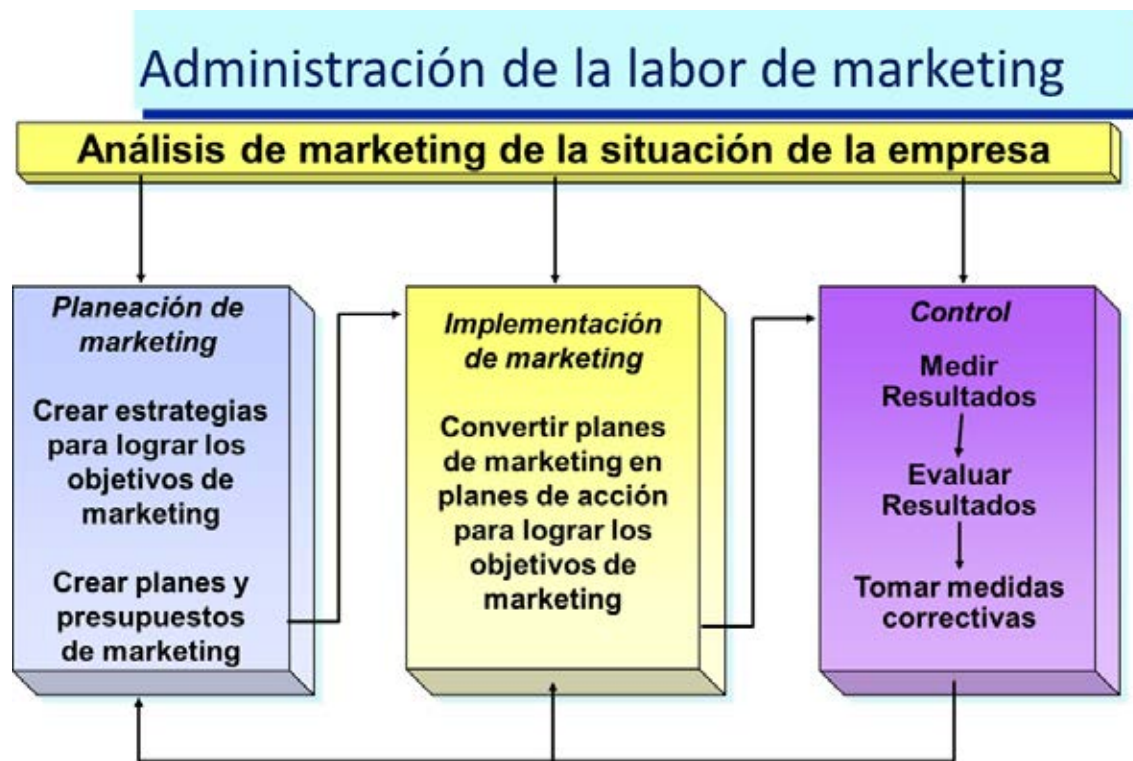 Administración de la labor de marketing
Análisis de marketing de la situación de la empresa
Planeación de
marketing
Crear estrategias
para lograr los
objetivos de
marketing
Crear planes y
presupuestos
de marketing
Implementación
de marketing
Convertir planes
de marketing en
planes de acción
para lograr los
objetivos de
marketing
Control
Medir
Resultados
Evaluar
Resultados
Tomar medidas
correctivas